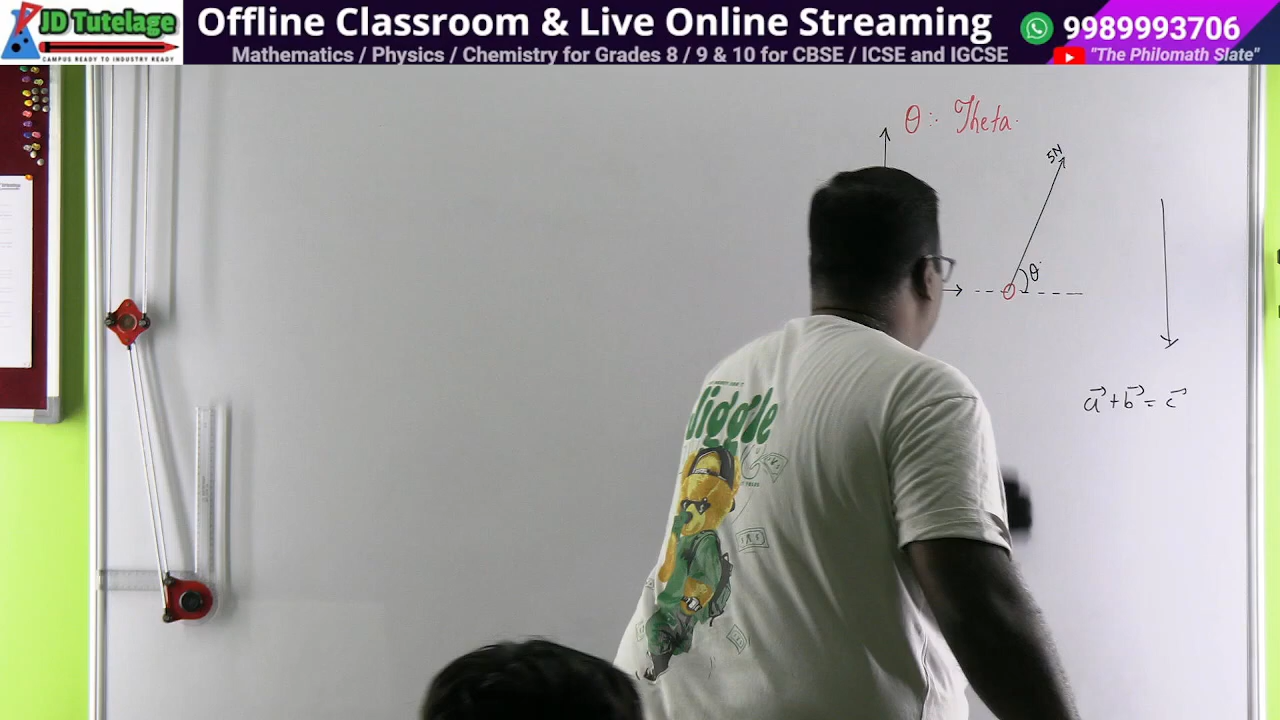 JD Tutelage
CAMPUS READY TO INDUSTRY READY
Offline Classroom & Live Online Streaming
Mathematics / Physics / Chemistry for Grades 8 / 9 & 10 for CBSE / ICSE and IGCSE
9989993706
"The Philomath Slate"
θ : Theta.
5N
θ
a⃗ + b⃗ = c⃗